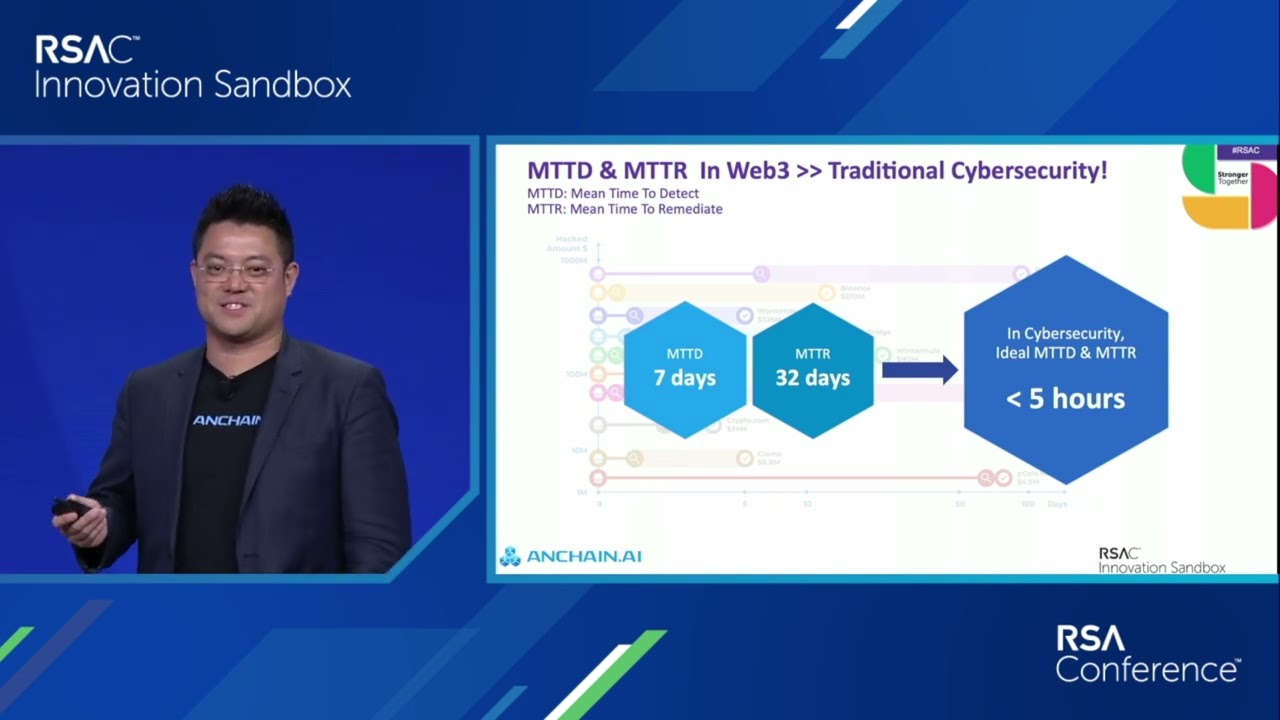 RSAC™
Innovation Sandbox
MTTD & MTTR In Web3 >> Traditional Cybersecurity!
MTTD: Mean Time To Detect
MTTR: Mean Time To Remediate
#RSAC
Stronger
Together
Hacked
Amount $
1000M
100M
10M
1M
Binance
$570M
Crypto.com
$34M
Crema
$8.8M
$4.5M
0
5
10
50
100
Days
MTTD
7 days
MTTR
32 days
In Cybersecurity,
Ideal MTTD & MTTR
< 5 hours
ANCHAIN
ANCHAIN.AI
RSAC™
Innovation Sandbox
RSA
Conference™